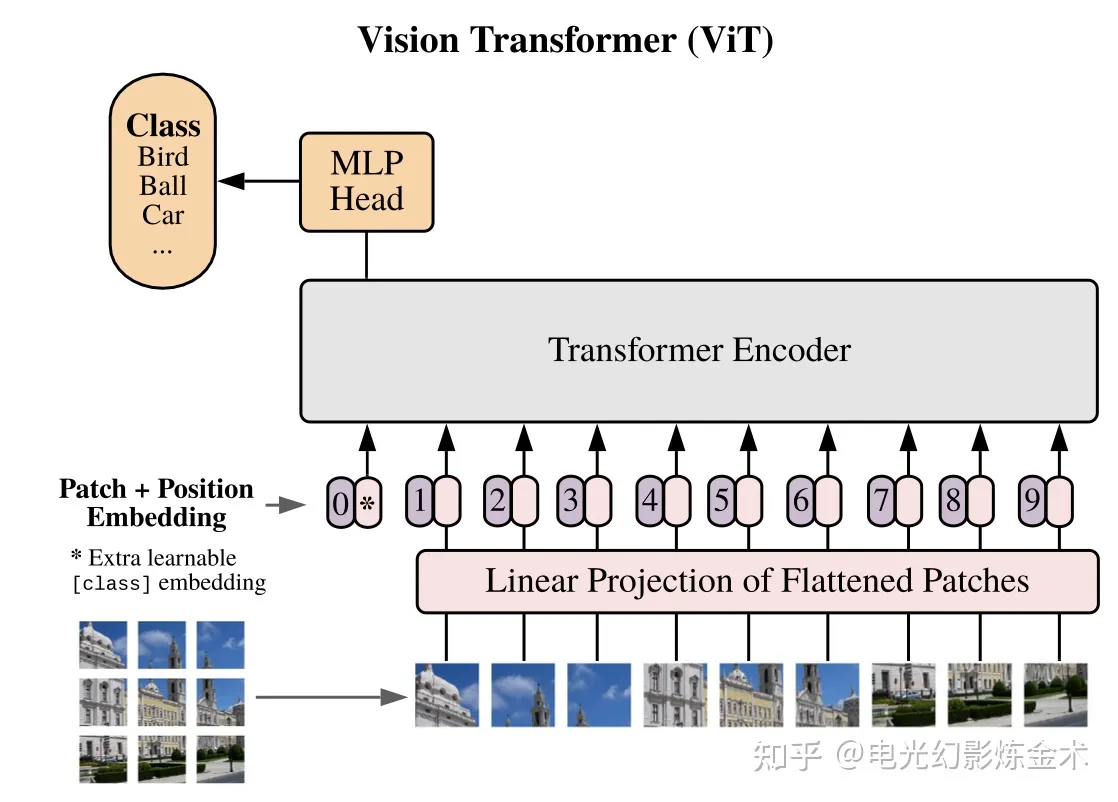 Vision Transformer (ViT)
Class
Bird
Ball
Car
...
MLP
Head
Transformer Encoder
Patch + Position
Embedding
0 * 1 2 3 4 5 6 7 8 9
* Extra learnable
[class] embedding
Linear Projection of Flattened Patches
知乎 @电光幻影炼金术